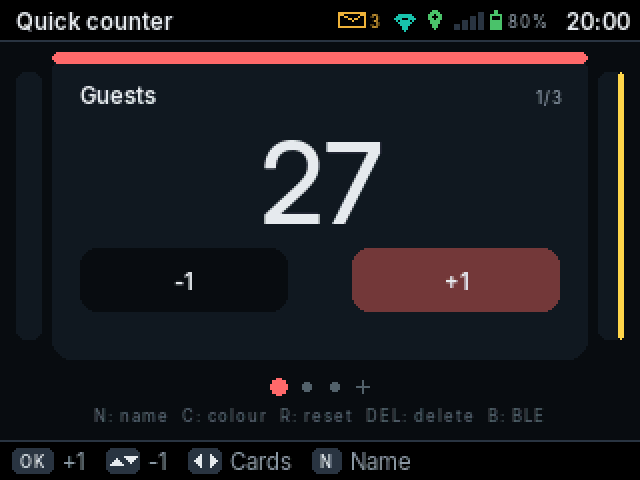 Quick counter 3 80% 20:00
Guests 1/3
27
-1 +1
N: name C: colour R: reset DEL: delete B: BLE
OK +1 -1 Cards N Name